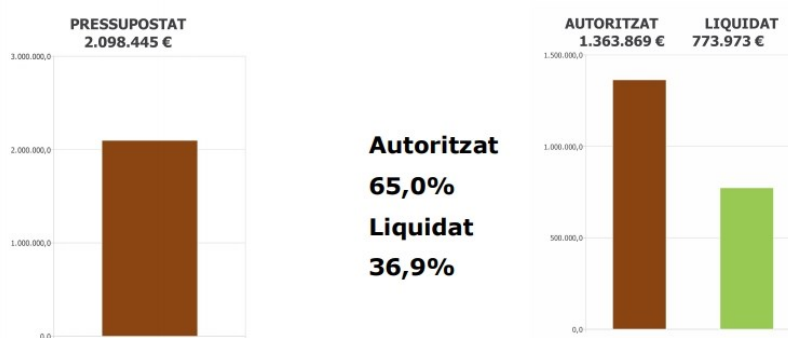 PRESSUPOSTAT
2.098.445 €
3.000.000,0
2.000.000,0
1.000.000,0
0,0
Autoritzat
65,0%
Liquidat
36,9%
AUTORITZAT LIQUIDAT
1.363.869 € 773.973 €
1.500.000,0
1.000.000,0
500.000,0
0,0